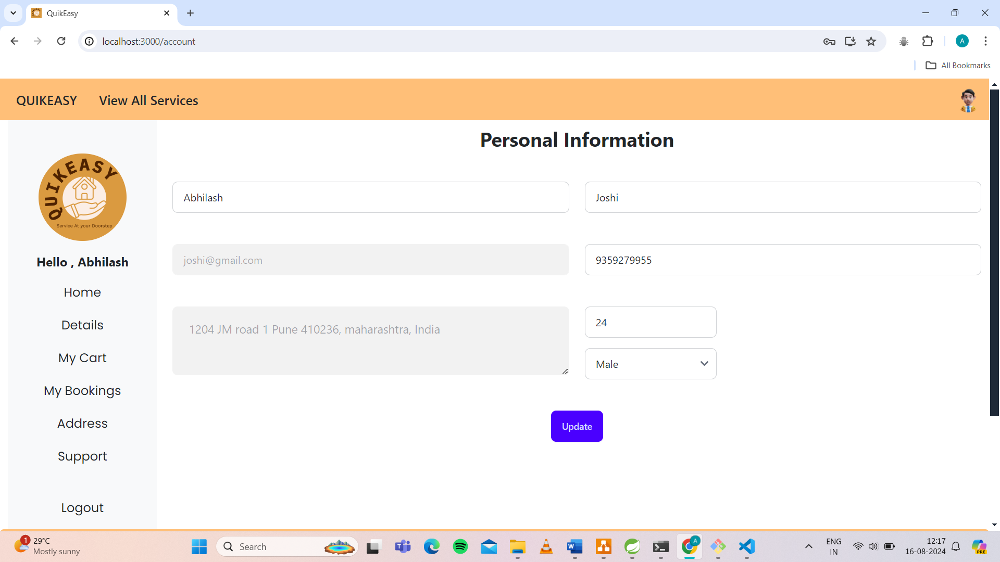 QuikEasy
localhost:3000/account
A
All Bookmarks
QUIKEASY
View All Services
QUIKEASY
Service At your Doorstep
Hello , Abhilash
Home
Details
My Cart
My Bookings
Address
Support
Logout
Personal Information
Abhilash
Joshi
joshi@gmail.com
9359279955
1204 JM road 1 Pune 410236, maharashtra, India
24
Male
Update
1
29°C
Mostly sunny
Search
T
W
A
ENG
IN
12:17
16-08-2024
PRE